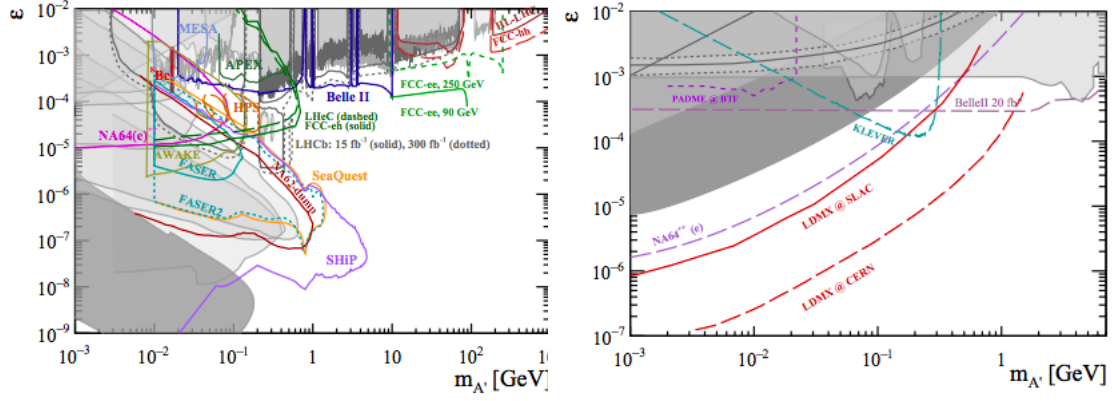 ε
10⁻²
10⁻³
10⁻⁴
10⁻⁵
10⁻⁶
10⁻⁷
10⁻⁸
10⁻⁹
MESA
APEX
⁸Be
HPS
Belle II
NA64(e)
AWAKE
FASER
FASER2
NA62-dump
SeaQuest
SHiP
LHeC (dashed)
FCC-eh (solid)
LHCb: 15 fb⁻¹ (solid), 300 fb⁻¹ (dotted)
FCC-ee, 250 GeV
FCC-ee, 90 GeV
FCC-hh
10⁻³
10⁻²
10⁻¹
1
10
10²
m_A' [GeV]
ε
10⁻²
10⁻³
10⁻⁴
10⁻⁵
10⁻⁶
10⁻⁷
PADME @ BTF
BelleII 20 fb
KLEVER
NA64⁺⁺ (e)
LDMX @ SLAC
LDMX @ CERN
10⁻³
10⁻²
10⁻¹
1
m_A' [GeV]